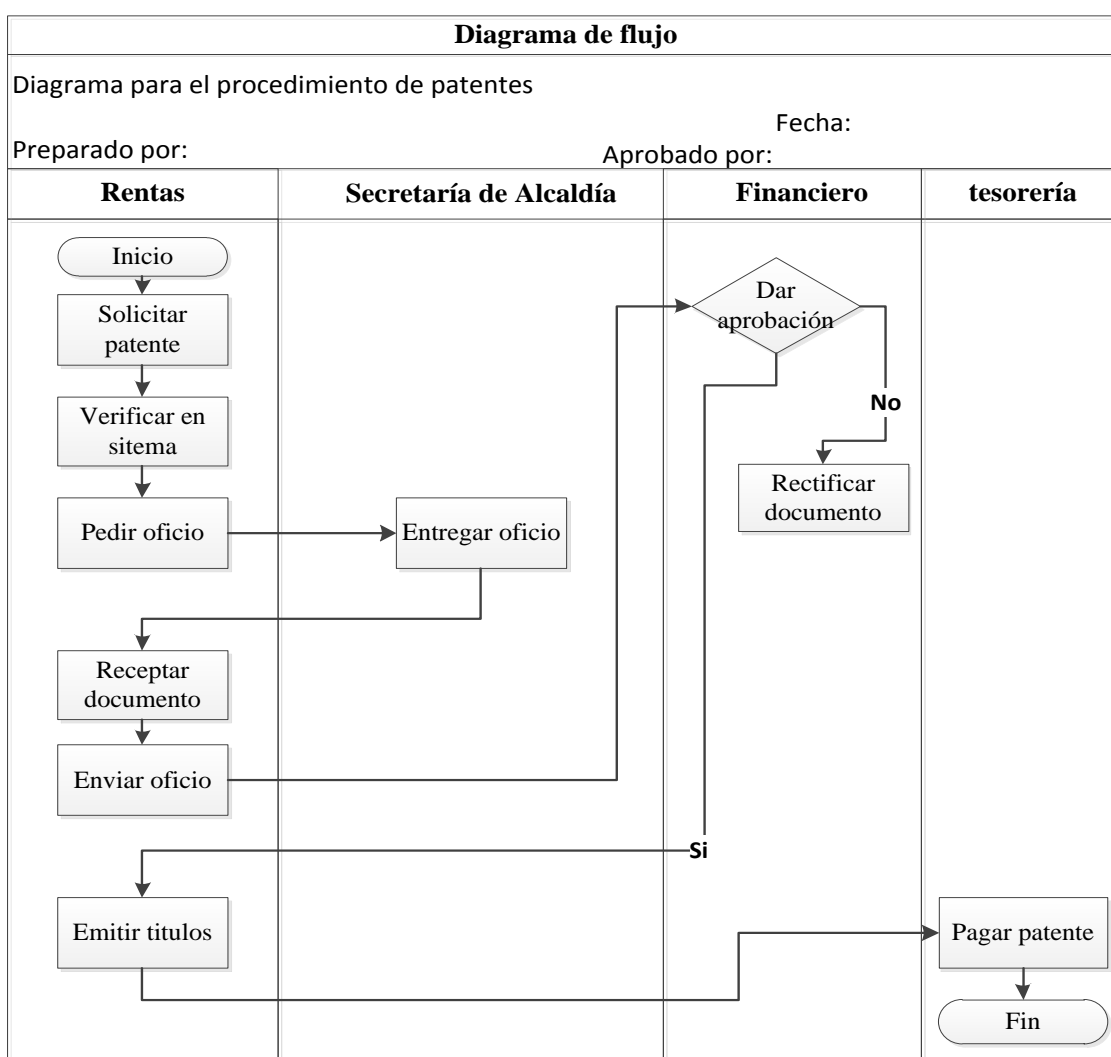 Diagrama de flujo
Diagrama para el procedimiento de patentes
Fecha:
Preparado por:
Aprobado por:
Rentas
Secretaría de Alcaldía
Financiero
tesorería
Inicio
Solicitar
patente
Verificar en
sitema
Pedir oficio
Entregar oficio
Receptar
documento
Enviar oficio
Dar
aprobación
No
Rectificar
documento
Si
Emitir titulos
Pagar patente
Fin